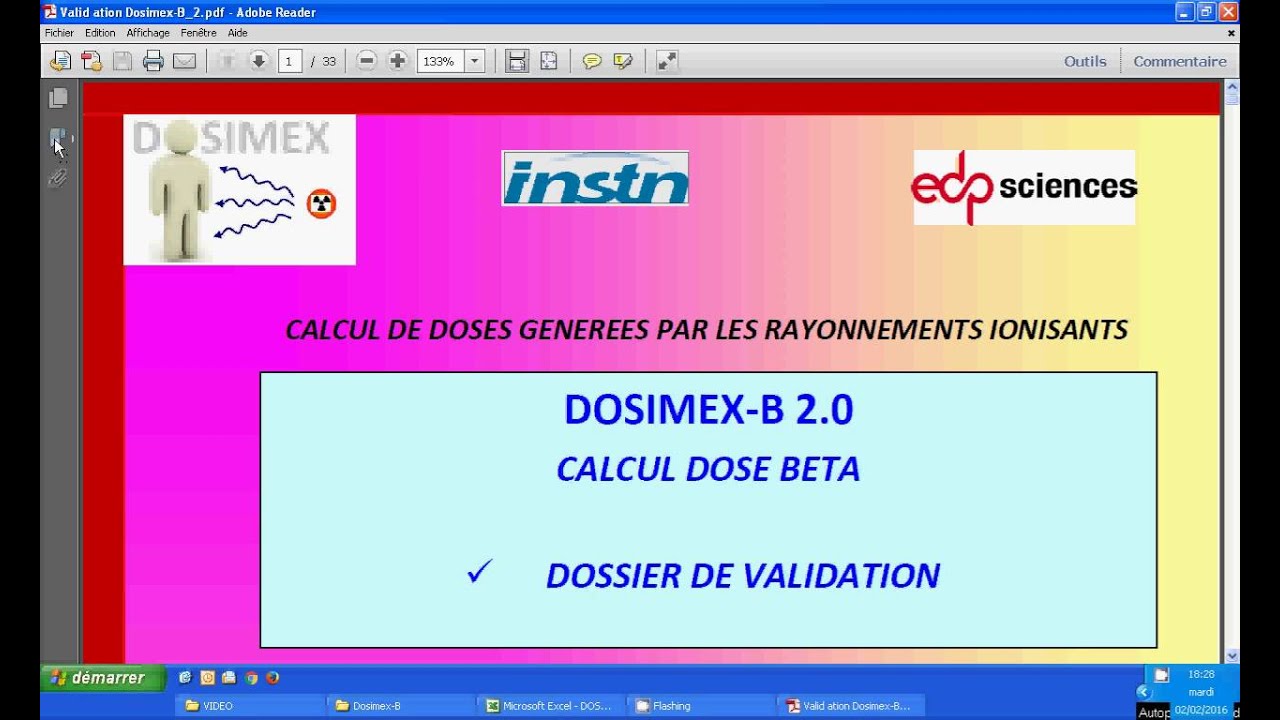 Valid ation Dosimex-B_2.pdf - Adobe Reader
Fichier Edition Affichage Fenêtre Aide
1 / 33 133% Outils Commentaire
DOSIMEX
instn
edp sciences
CALCUL DE DOSES GENEREES PAR LES RAYONNEMENTS IONISANTS
DOSIMEX-B 2.0
CALCUL DOSE BETA
✓ DOSSIER DE VALIDATION
démarrer
18:28
mardi
02/02/2016
VIDEO
Dosimex-B
Microsoft Excel - DOS...
Flashing
Valid ation Dosimex-B...